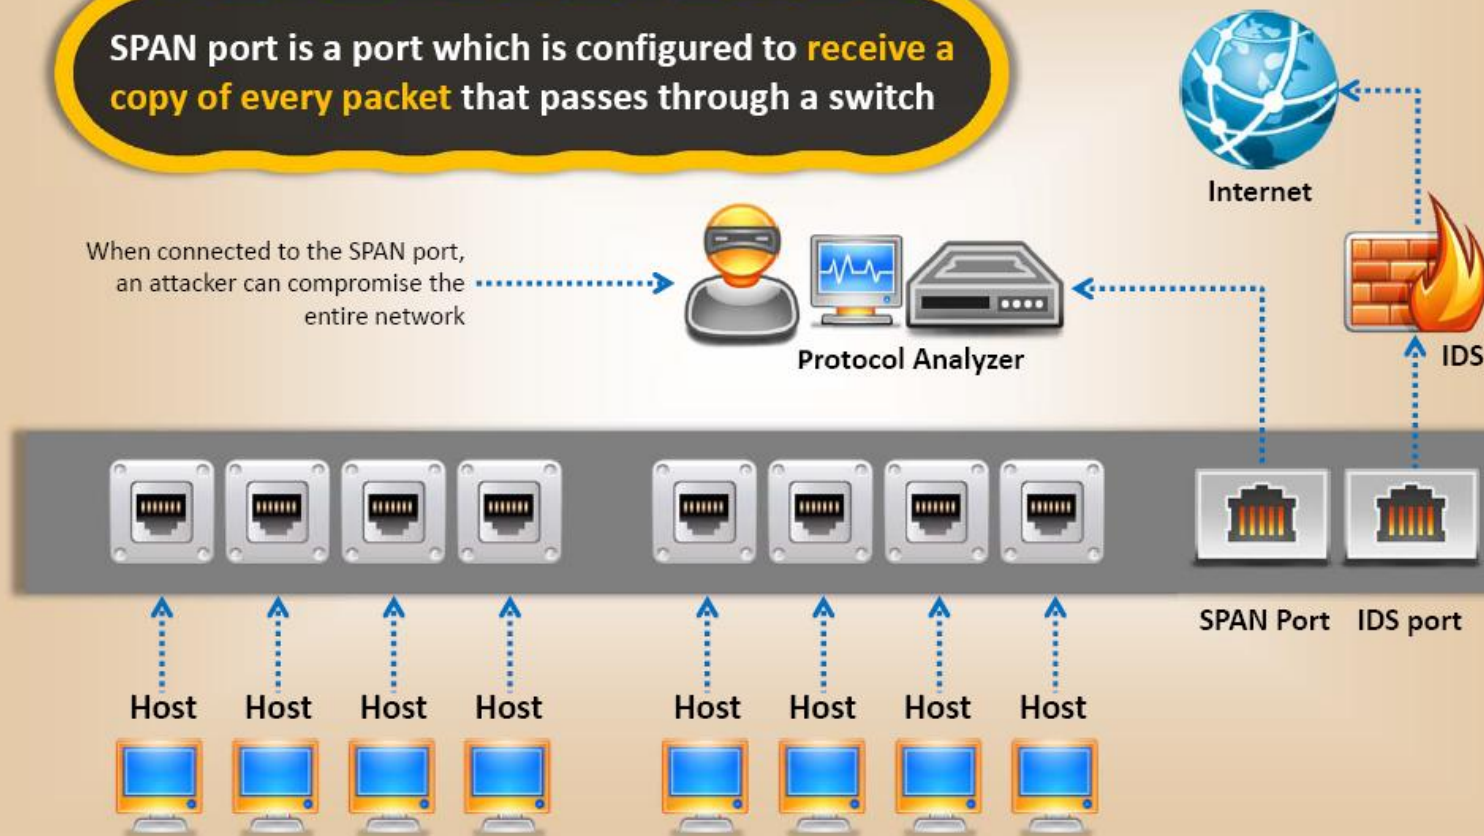 SPAN port is a port which is configured to receive a
copy of every packet that passes through a switch
Internet
When connected to the SPAN port,
an attacker can compromise the
entire network
Protocol Analyzer
IDS
SPAN Port
IDS port
Host
Host
Host
Host
Host
Host
Host
Host